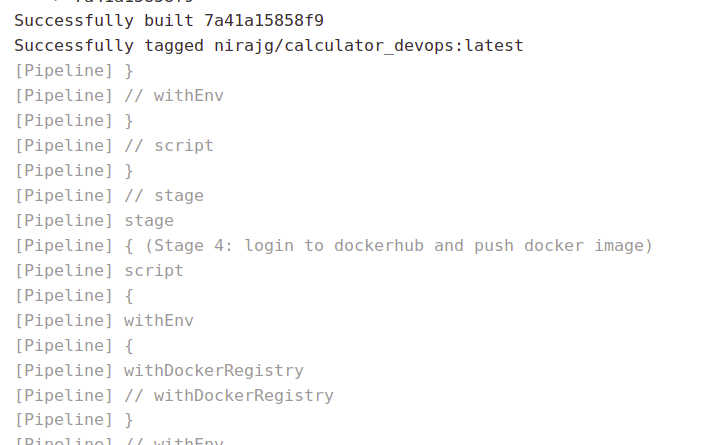 Successfully built 7a41a15858f9
Successfully tagged nirajg/calculator_devops:latest
[Pipeline] }
[Pipeline] // withEnv
[Pipeline] }
[Pipeline] // script
[Pipeline] }
[Pipeline] // stage
[Pipeline] stage
[Pipeline] { (Stage 4: login to dockerhub and push docker image)
[Pipeline] script
[Pipeline] {
[Pipeline] withEnv
[Pipeline] {
[Pipeline] withDockerRegistry
[Pipeline] // withDockerRegistry
[Pipeline] }
[Pipeline] // withEnv